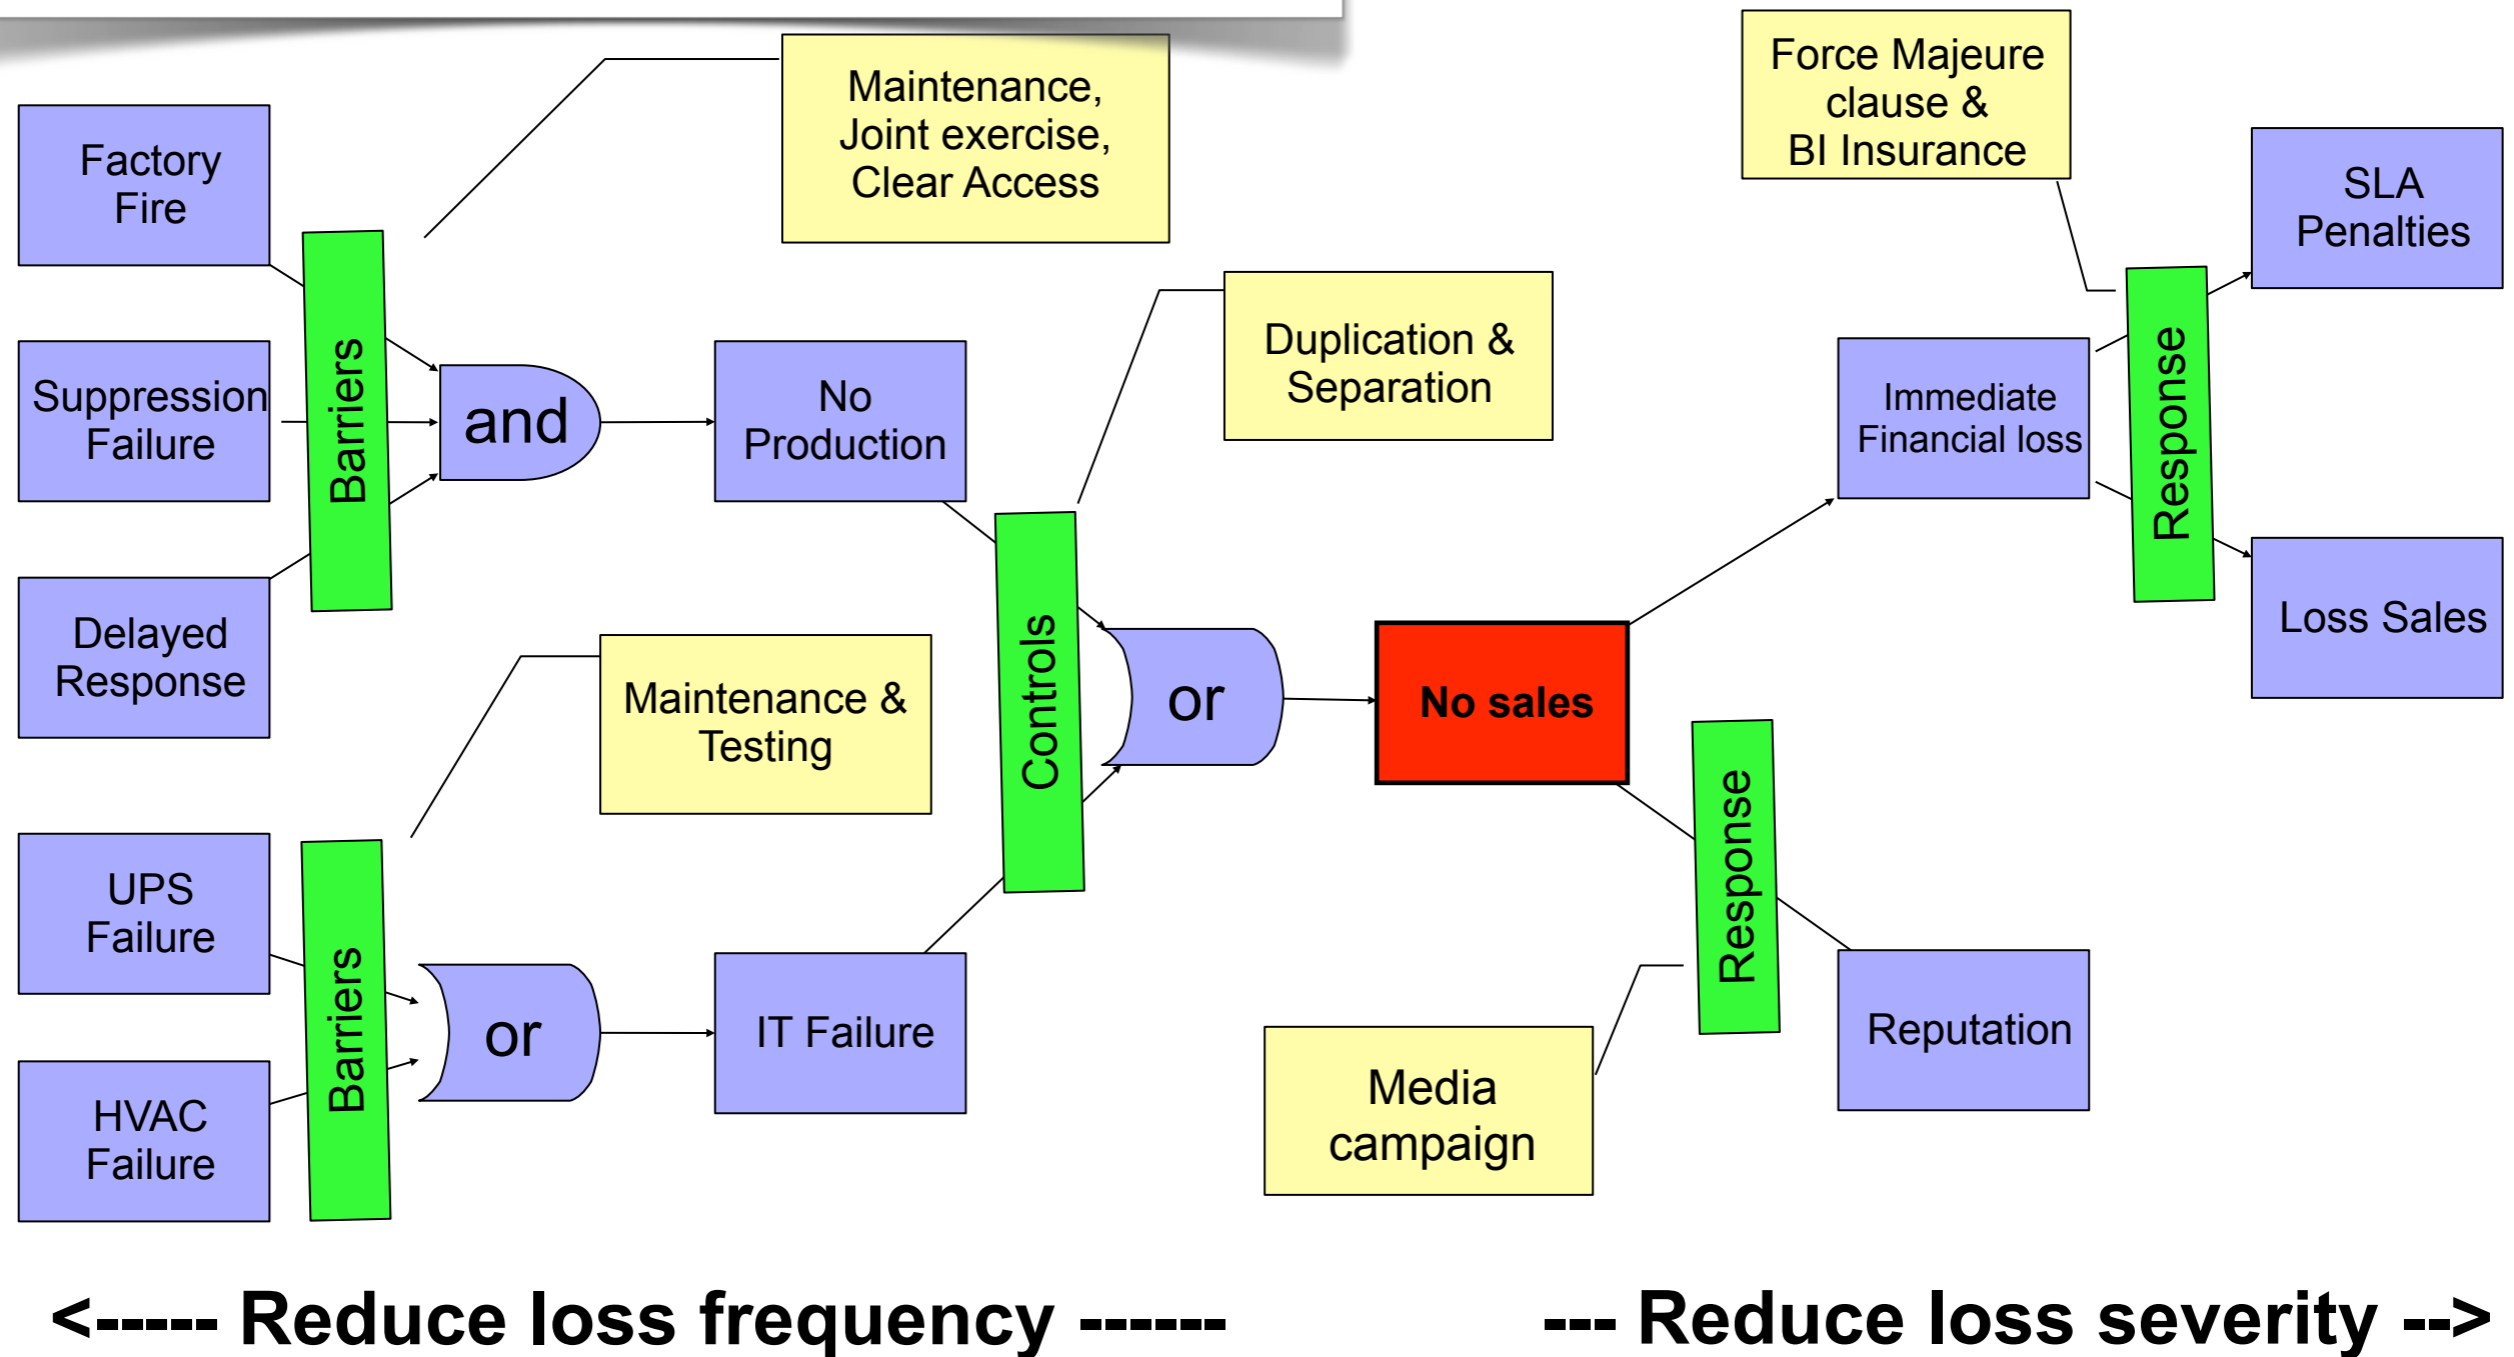 Factory
Fire
Suppression
Failure
Delayed
Response
UPS
Failure
HVAC
Failure
Barriers
Barriers
Maintenance,
Joint exercise,
Clear Access
and
or
Maintenance &
Testing
No
Production
IT Failure
Controls
Duplication &
Separation
or
No sales
Force Majeure
clause &
BI Insurance
Immediate
Financial loss
Response
SLA
Penalties
Loss Sales
Response
Media
campaign
Reputation
<----- Reduce loss frequency ------
--- Reduce loss severity -->